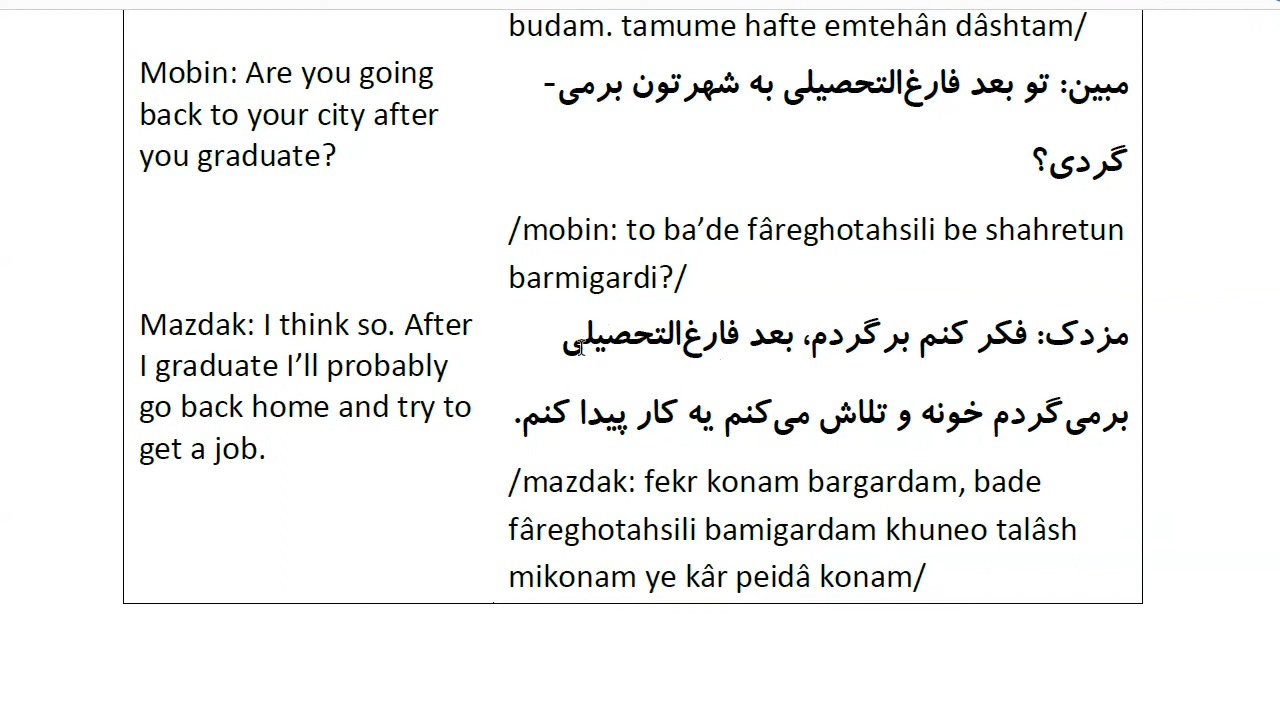 budam. tamume hafte emtehân dâshtam/
Mobin: Are you going
back to your city after
you graduate?
مبین: تو بعد فارغ‌التحصیلی به شهرتون برمی-
گردی؟
/mobin: to ba’de fâreghotahsili be shahretun
barmigardi?/
Mazdak: I think so. After
I graduate I’ll probably
go back home and try to
get a job.
مزدک: فکر کنم برگردم، بعد فارغ‌التحصیلی
برمی‌گردم خونه و تلاش می‌کنم یه کار پیدا کنم.
/mazdak: fekr konam bargardam, bade
fâreghotahsili bamigardam khuneo talâsh
mikonam ye kâr peidâ konam/